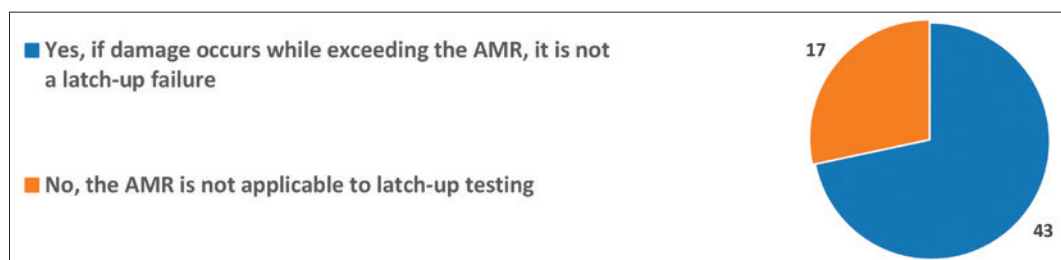 Yes, if damage occurs while exceeding the AMR, it is not
a latch-up failure
17
No, the AMR is not applicable to latch-up testing
43